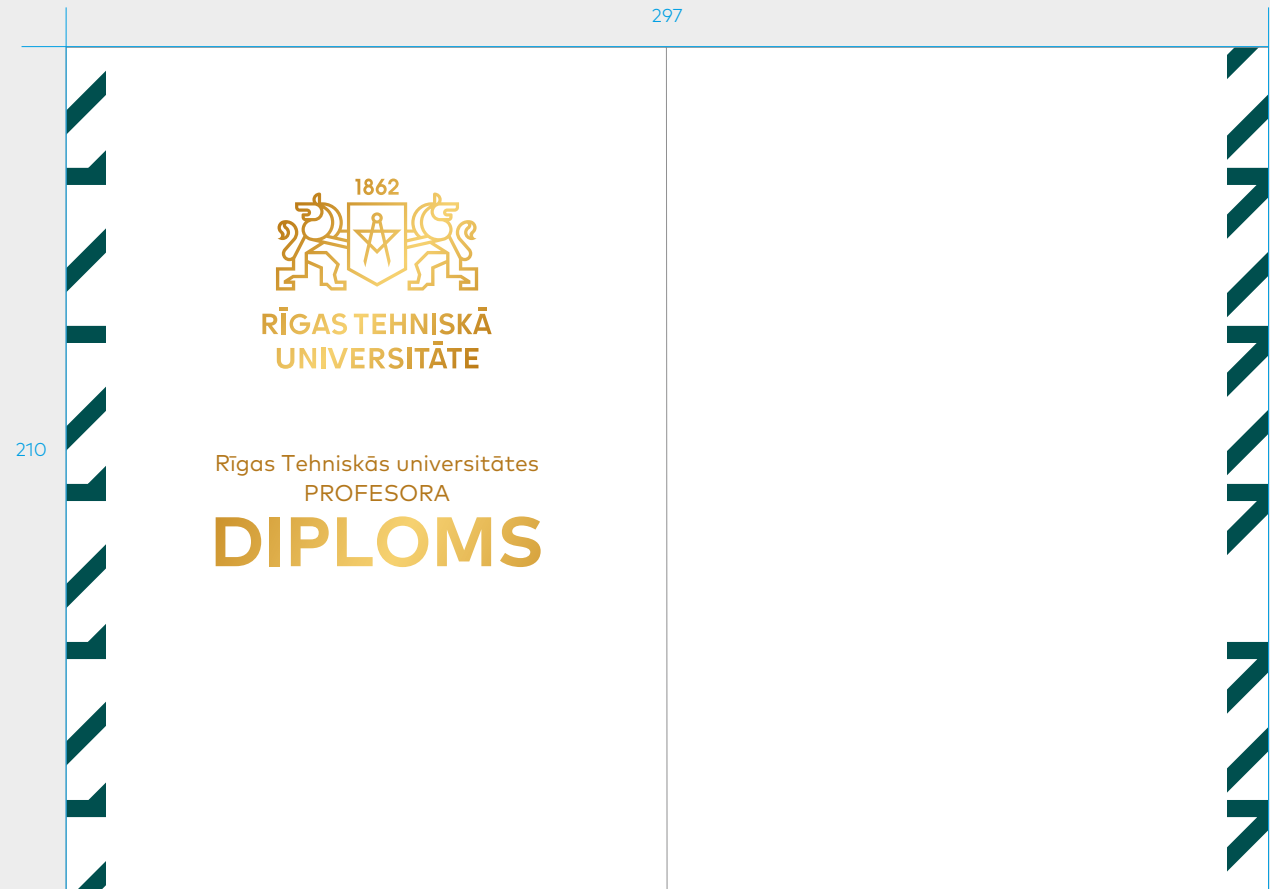 297
1862
RĪGAS TEHNISKĀ
UNIVERSITĀTE
210
Rīgas Tehniskās universitātes
PROFESORA
DIPLOMS